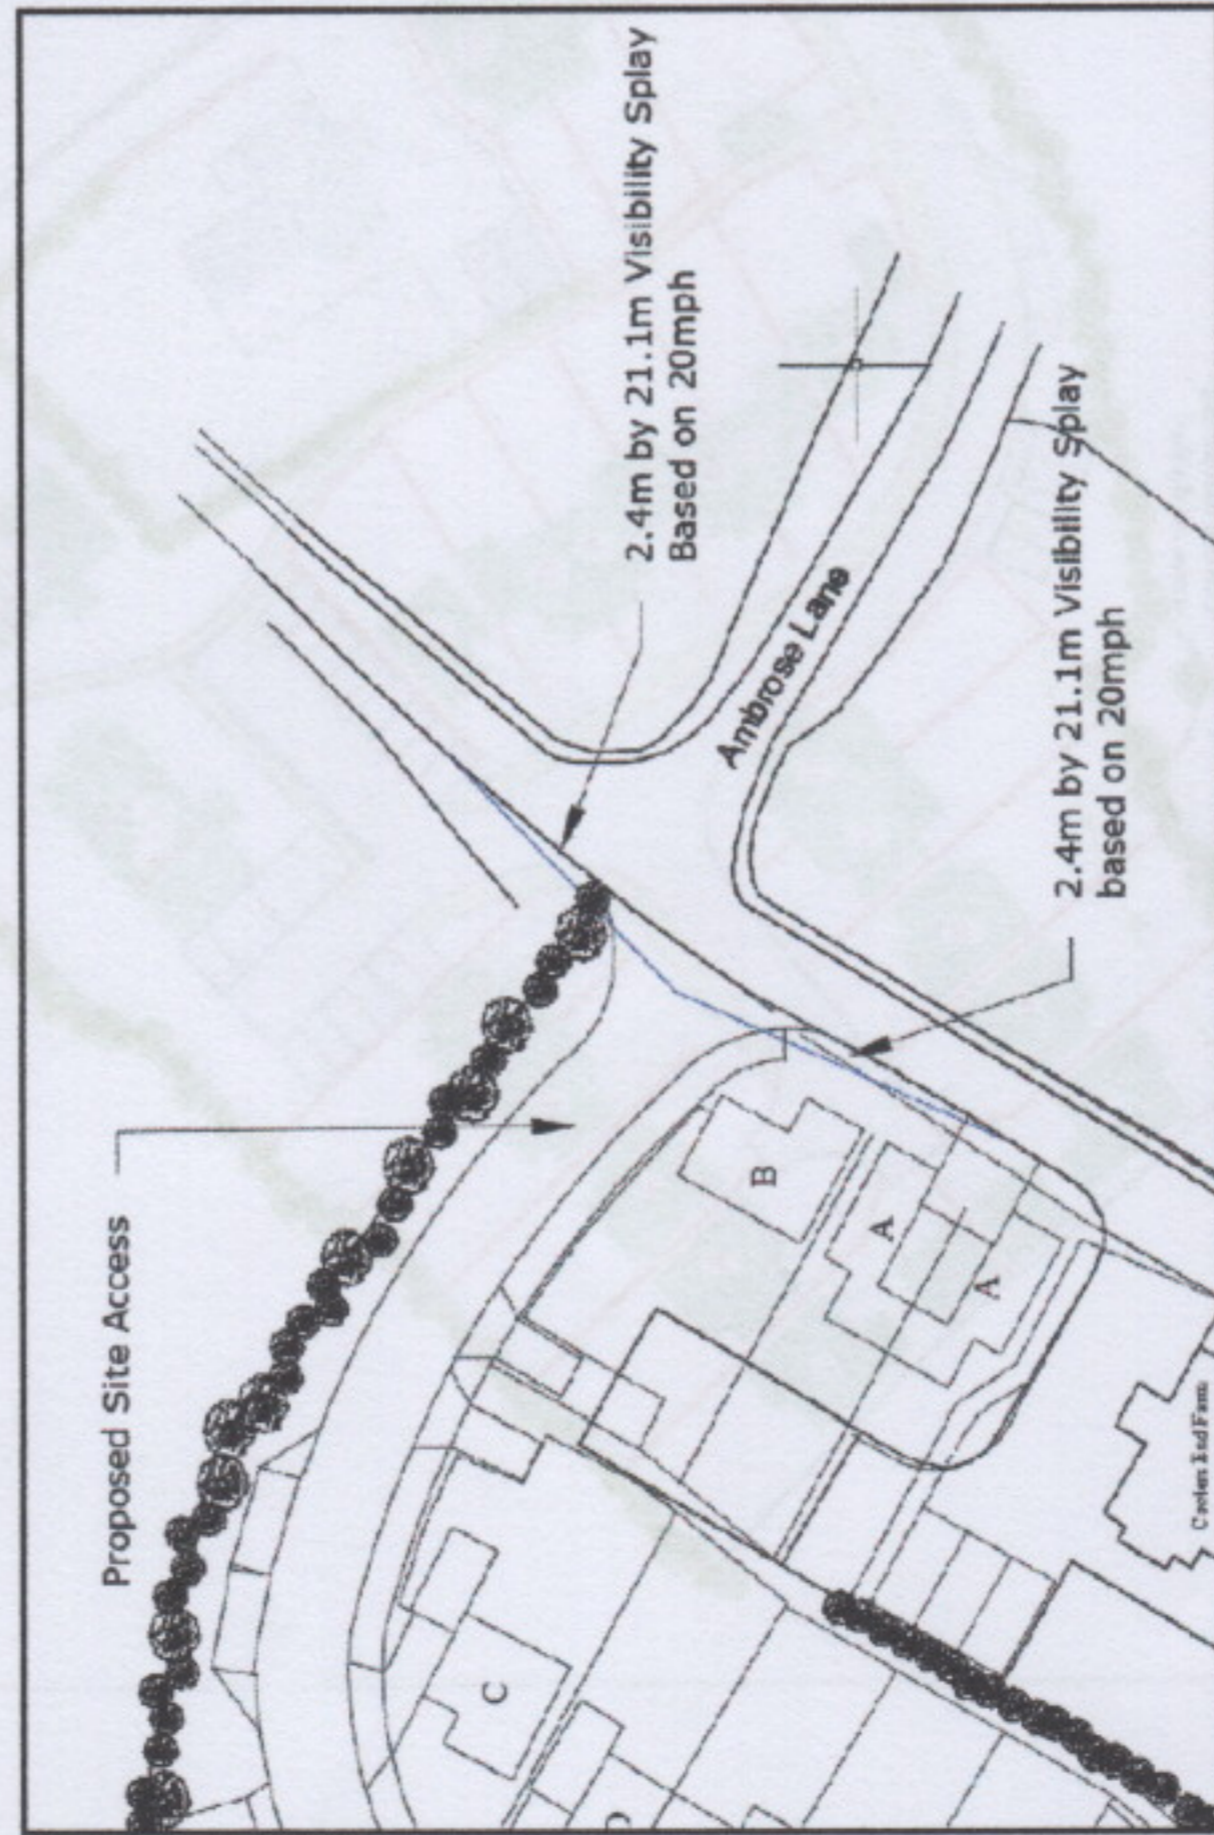 Proposed Site Access
2.4m by 21.1m Visibility Splay
Based on 20mph
Ambrose Lane
2.4m by 21.1m Visibility Splay
based on 20mph
B
A
A
C
Farm